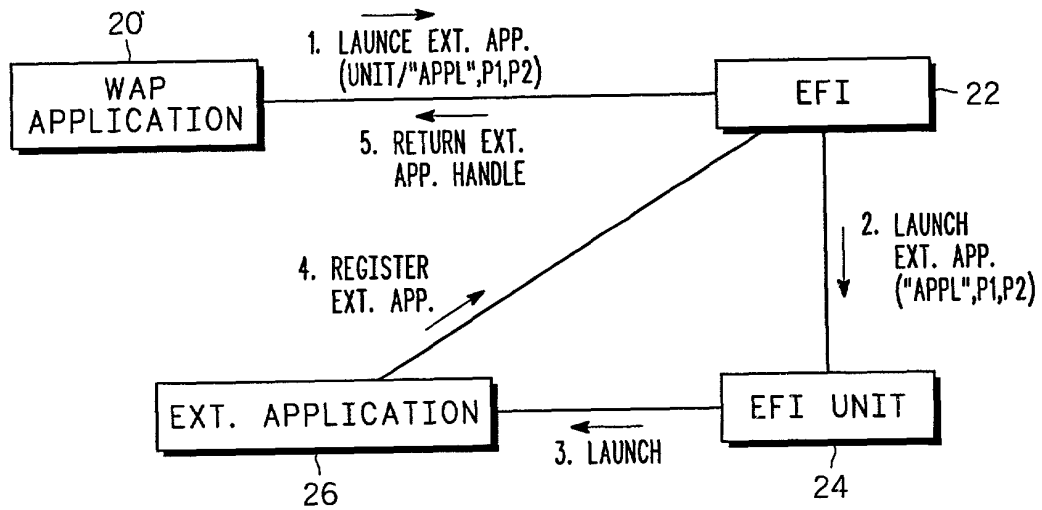 20
WAP
APPLICATION
1. LAUNCE EXT. APP.
(UNIT/"APPL",P1,P2)
5. RETURN EXT.
APP. HANDLE
EFI
22
2. LAUNCH
EXT. APP.
("APPL",P1,P2)
4. REGISTER
EXT. APP.
EXT. APPLICATION
26
3. LAUNCH
EFI UNIT
24